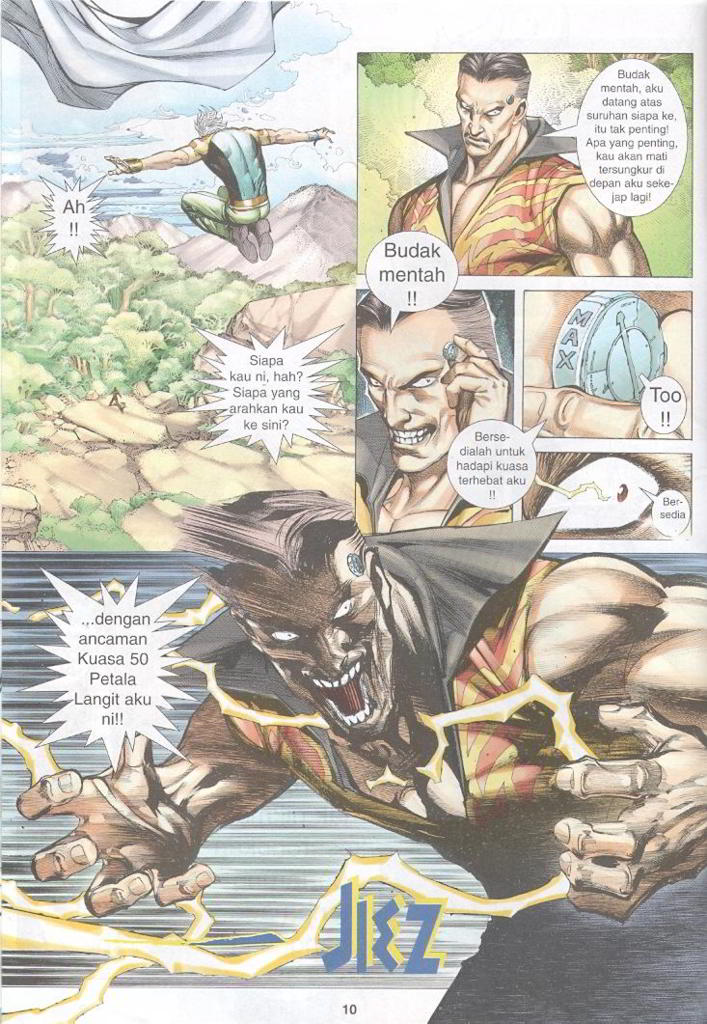 Ah
!!
Siapa
kau ni, hah?
Siapa yang
arahkan kau
ke sini?
Budak
mentah, aku
datang atas
suruhan siapa ke,
itu tak penting!
Apa yang penting,
kau akan mati
tersungkur di
depan aku seke-
jap lagi!
Budak
mentah
!!
MAX
Too
!!
Berse-
dialah untuk
hadapi kuasa
terhebat aku
!!
Ber-
sedia
...dengan
ancaman
Kuasa 50
Petala
Langit aku
ni!!
JIEZ
10